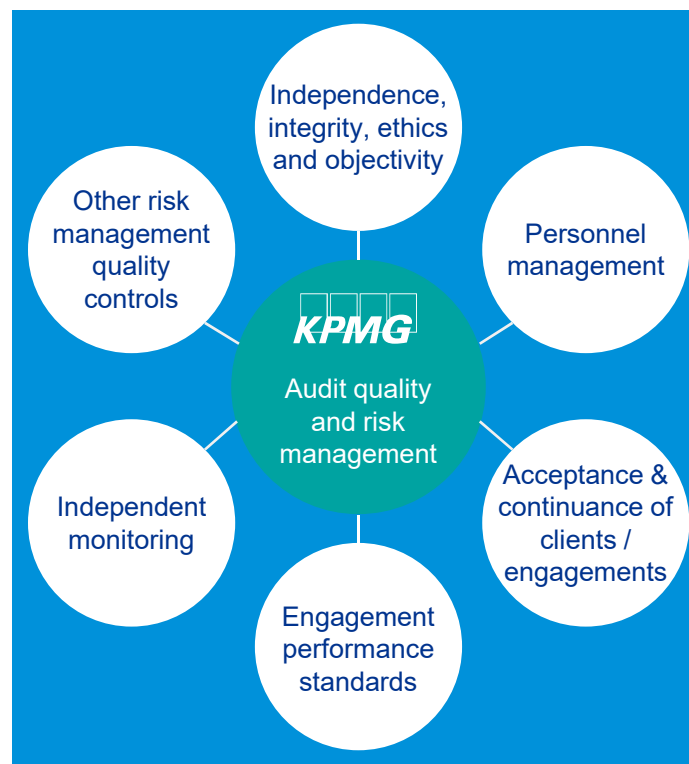 Independence,
integrity, ethics
and objectivity
Personnel
management
Acceptance &
continuance of
clients /
engagements
Engagement
performance
standards
Independent
monitoring
Other risk
management
quality
controls
KPMG
Audit quality
and risk
management